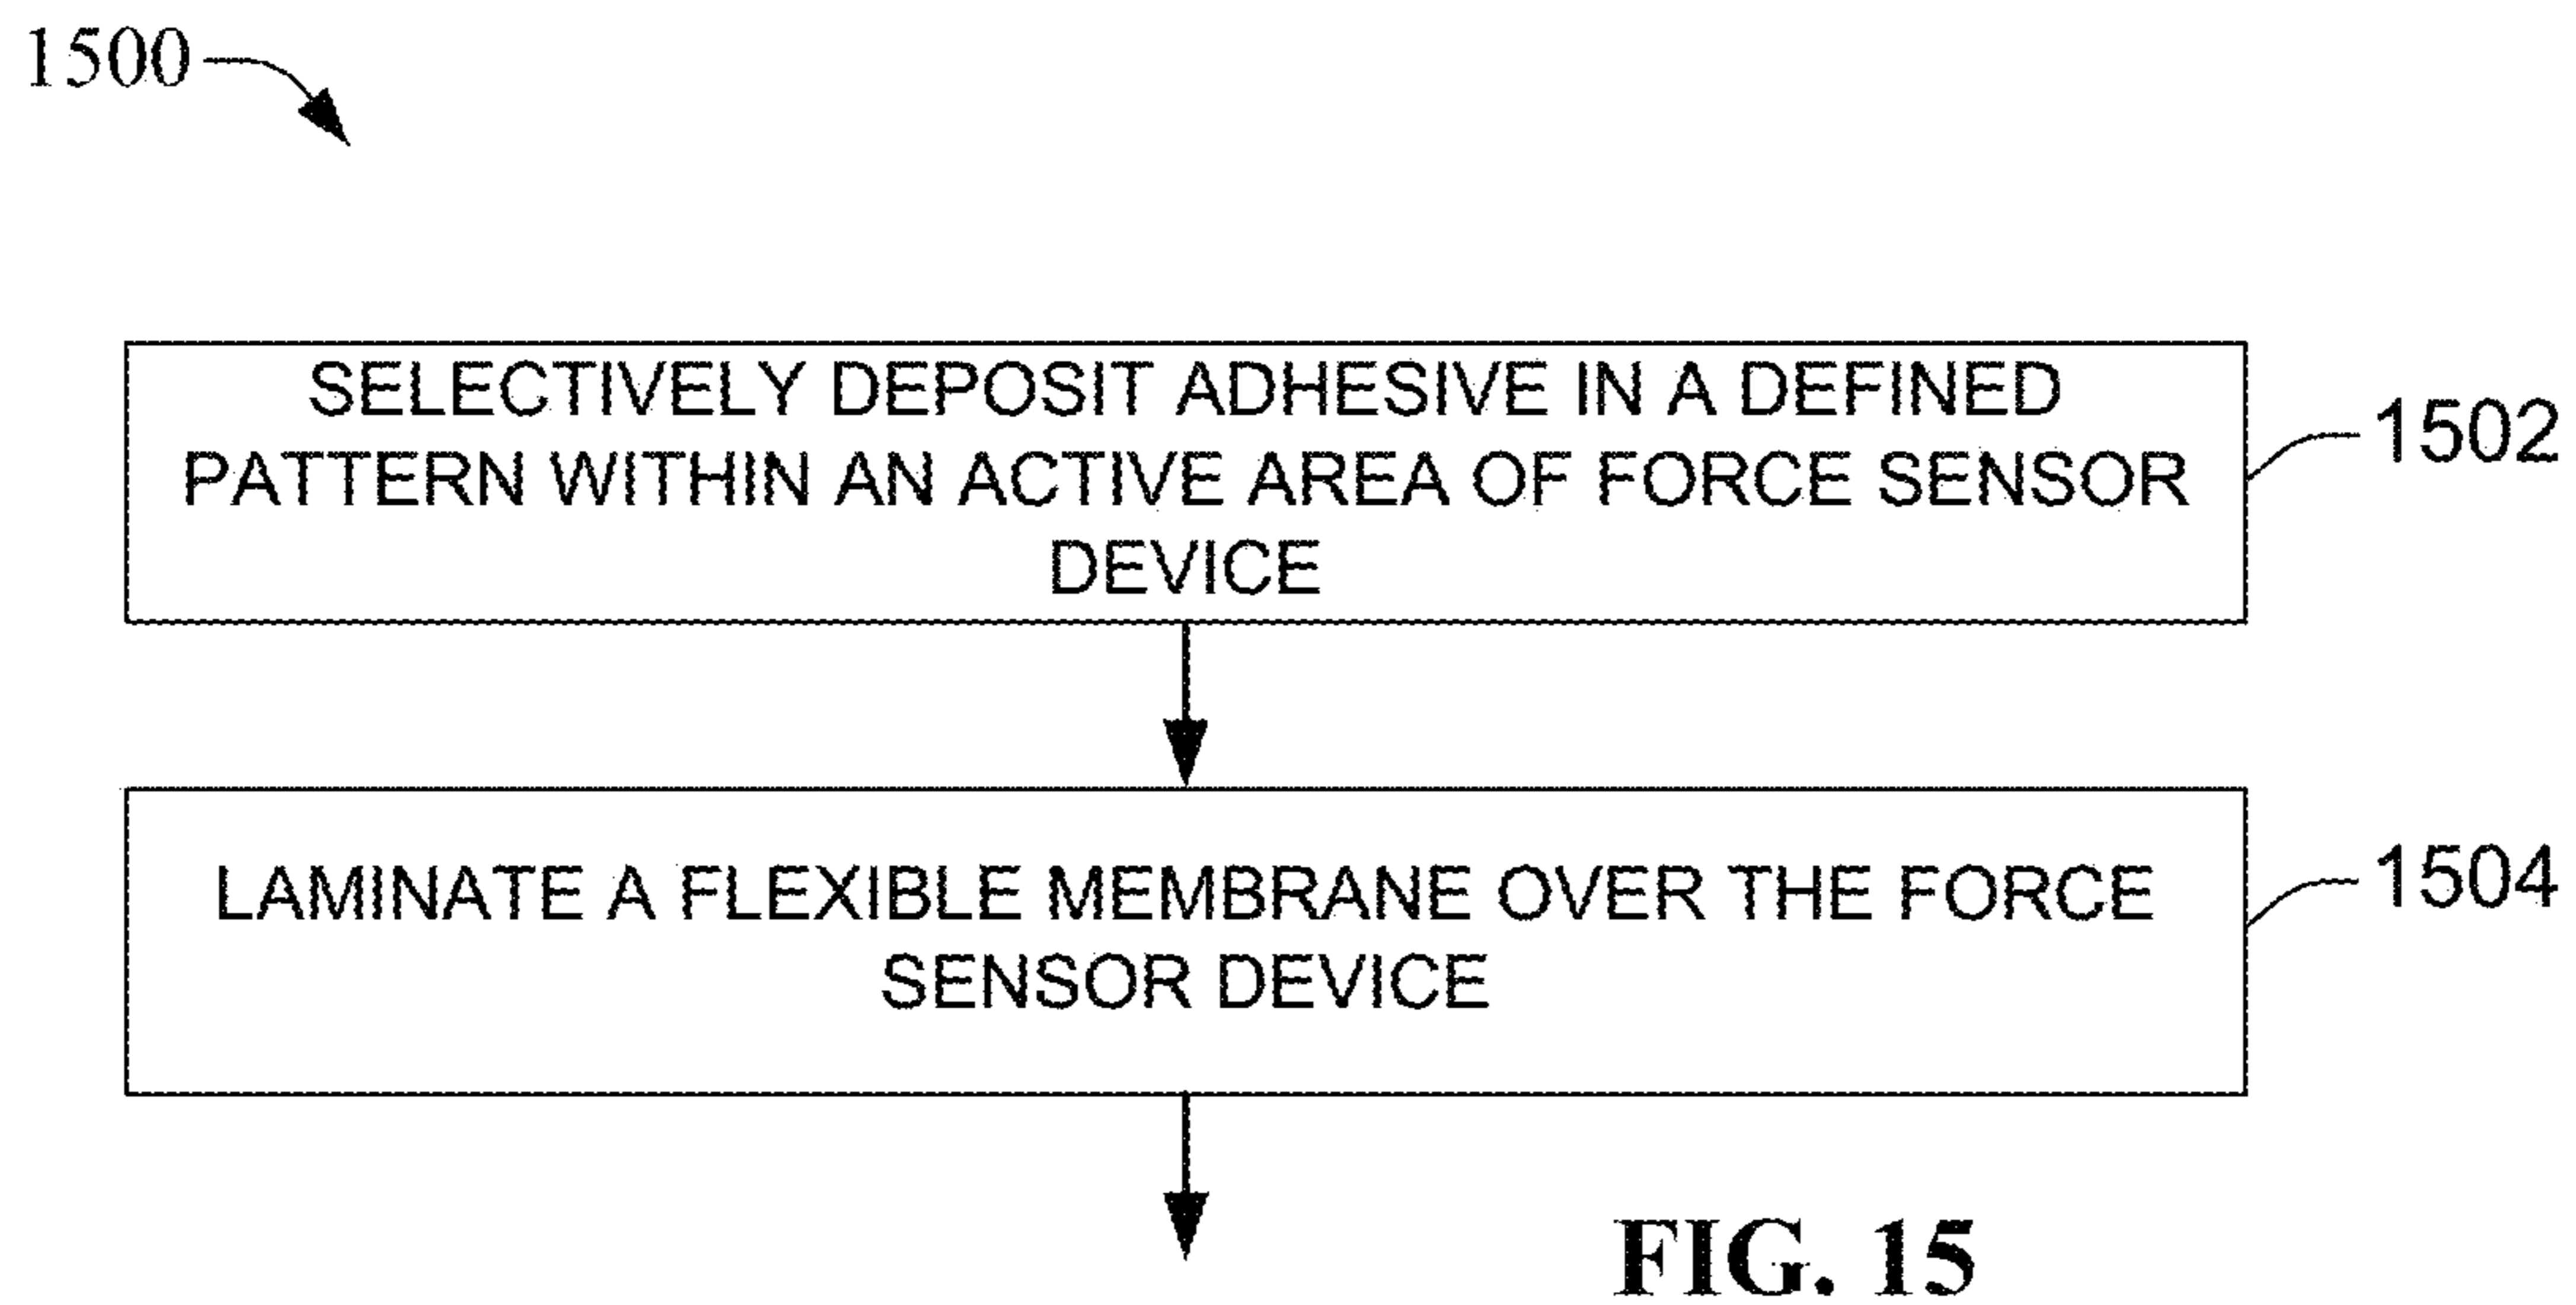 1500
SELECTIVELY DEPOSIT ADHESIVE IN A DEFINED
PATTERN WITHIN AN ACTIVE AREA OF FORCE SENSOR
DEVICE
1502
LAMINATE A FLEXIBLE MEMBRANE OVER THE FORCE
SENSOR DEVICE
1504
FIG. 15